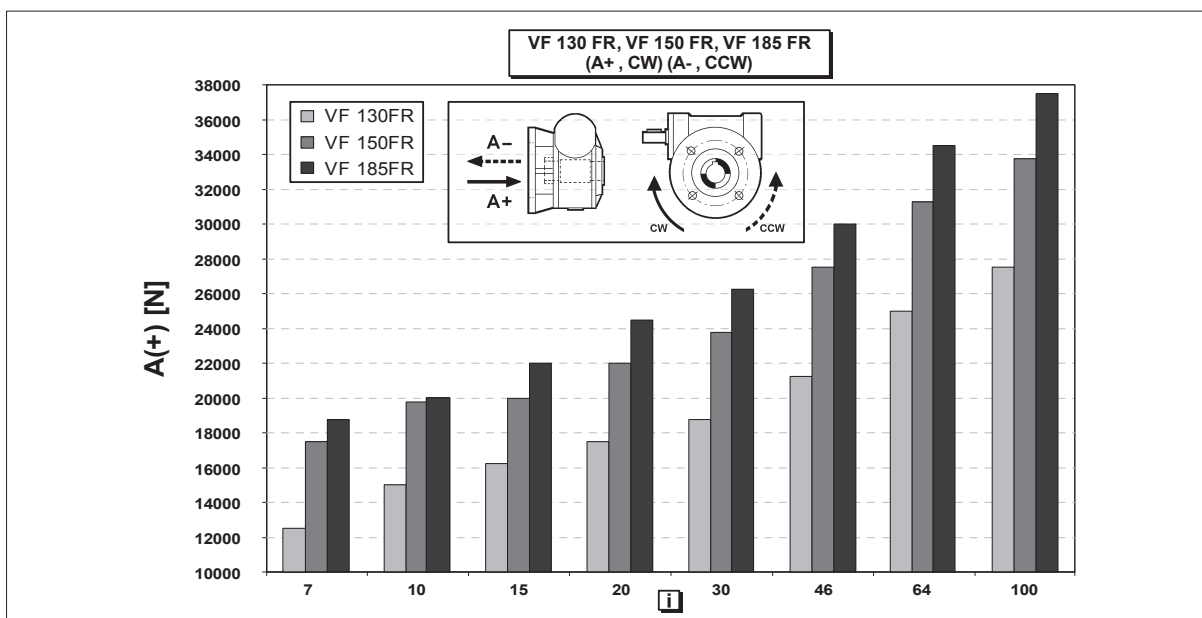 VF 130 FR, VF 150 FR, VF 185 FR
(A+ , CW) (A- , CCW)
38000
36000
34000
32000
30000
28000
26000
24000
22000
20000
18000
16000
14000
12000
10000
A(+) [N]
VF 130FR
VF 150FR
VF 185FR
A–
A+
CW
CCW
7 10 15 20 30 46 64 100
i